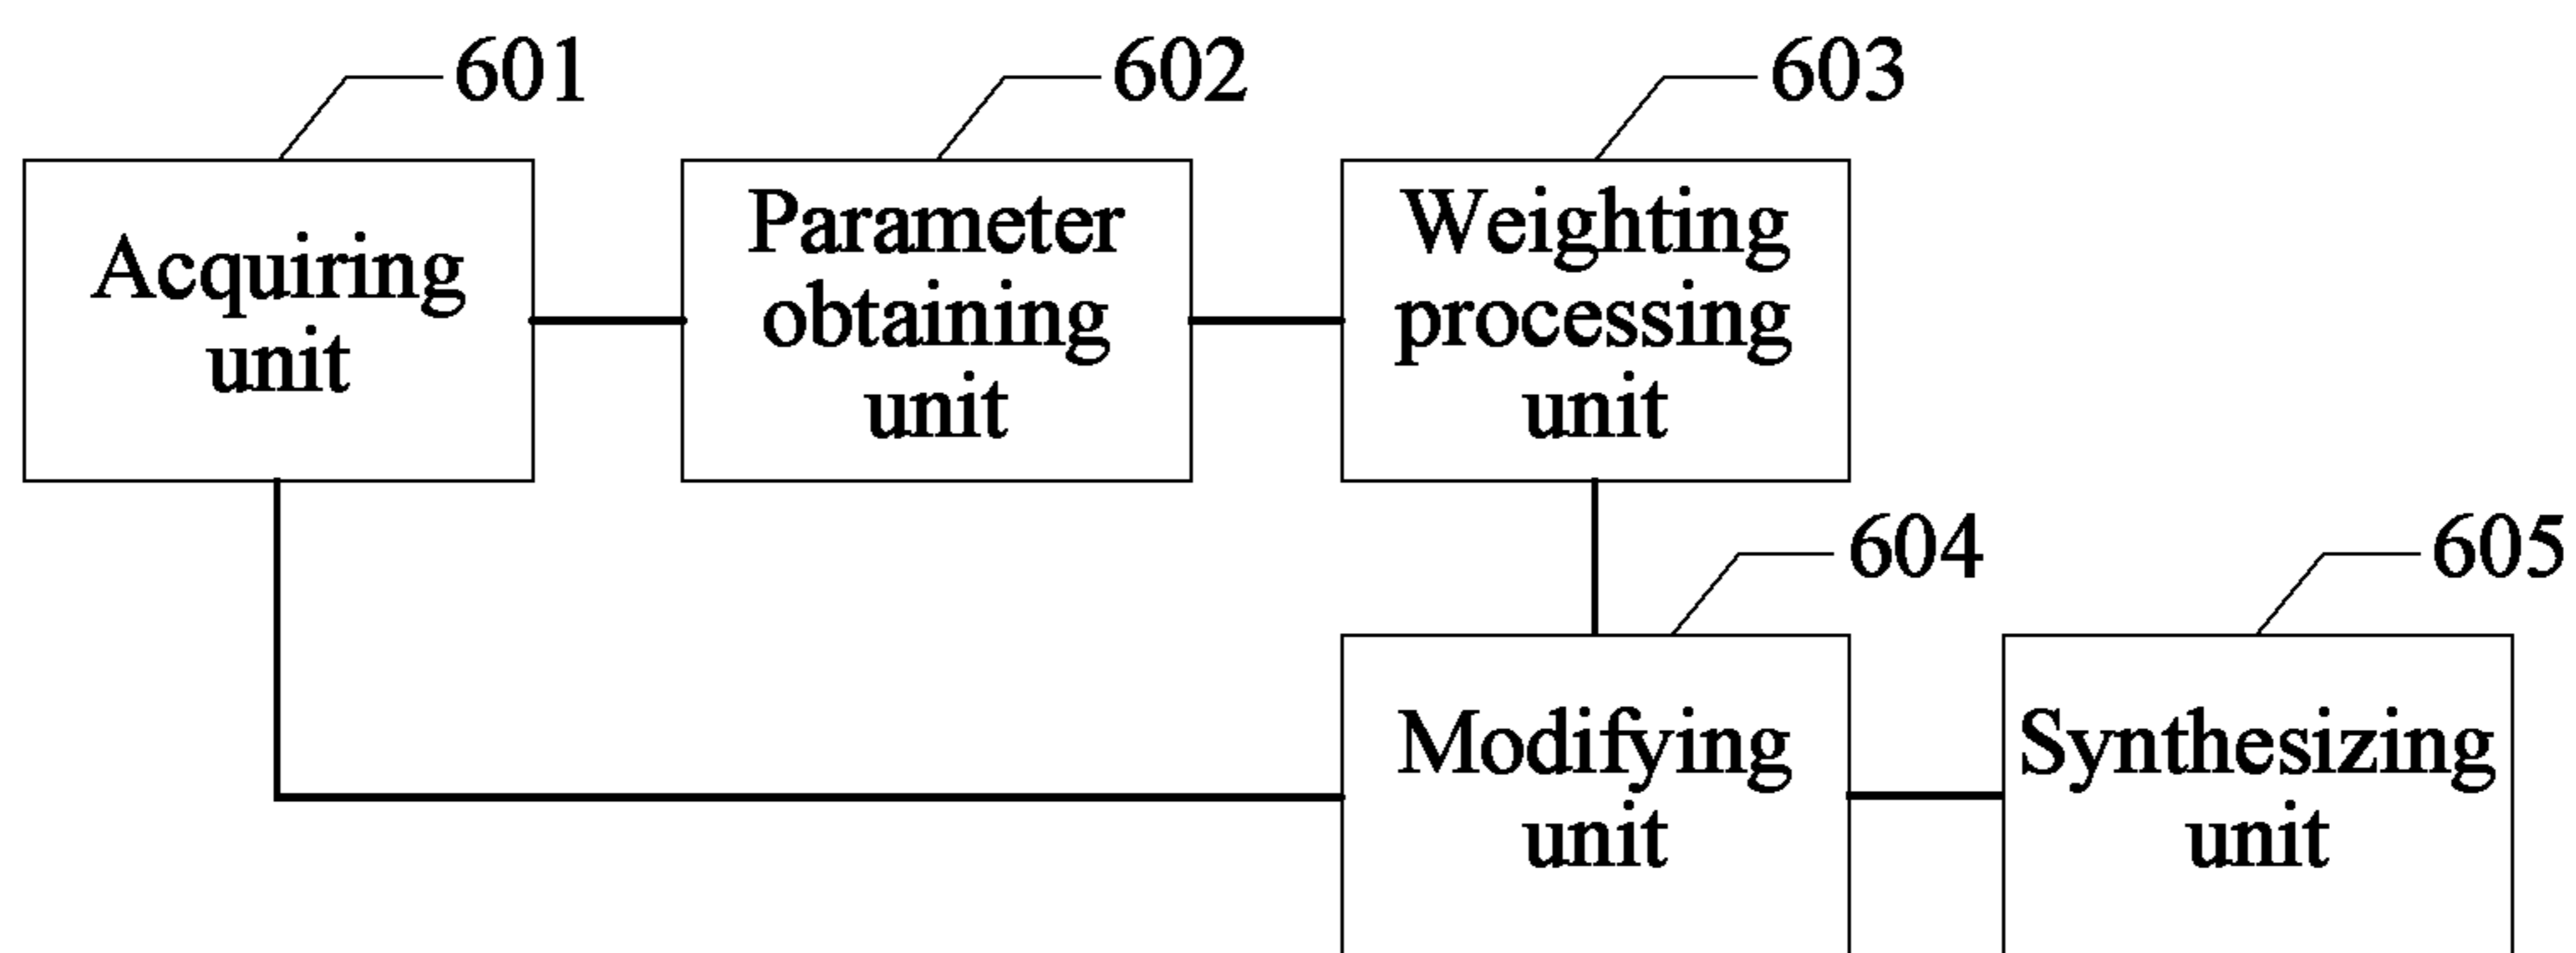 601
602
603
Acquiring
unit
Parameter
obtaining
unit
Weighting
processing
unit
604
605
Modifying
unit
Synthesizing
unit